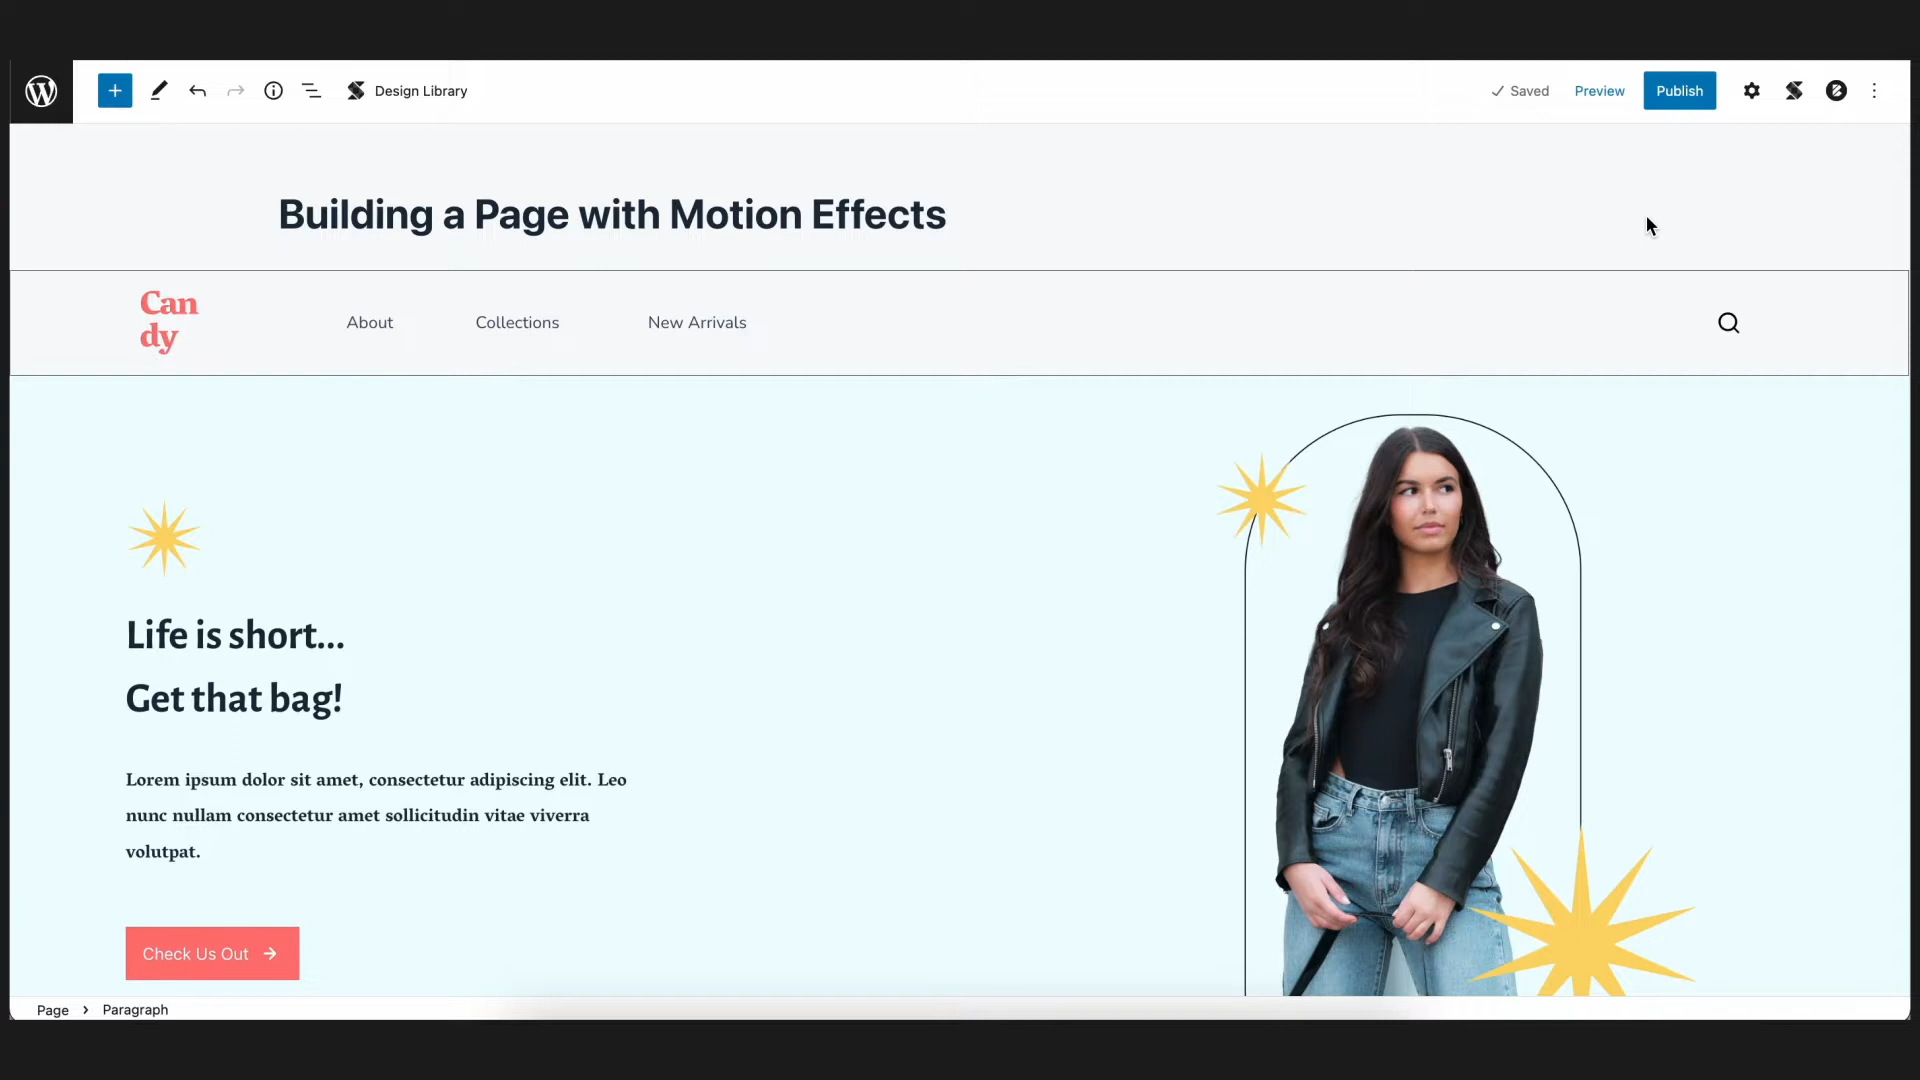 Design Library
Saved
Preview
Publish
Building a Page with Motion Effects
Can
dy
About
Collections
New Arrivals
Life is short...
Get that bag!
Lorem ipsum dolor sit amet, consectetur adipiscing elit. Leo
nunc nullam consectetur amet sollicitudin vitae viverra
volutpat.
Check Us Out
Page
Paragraph